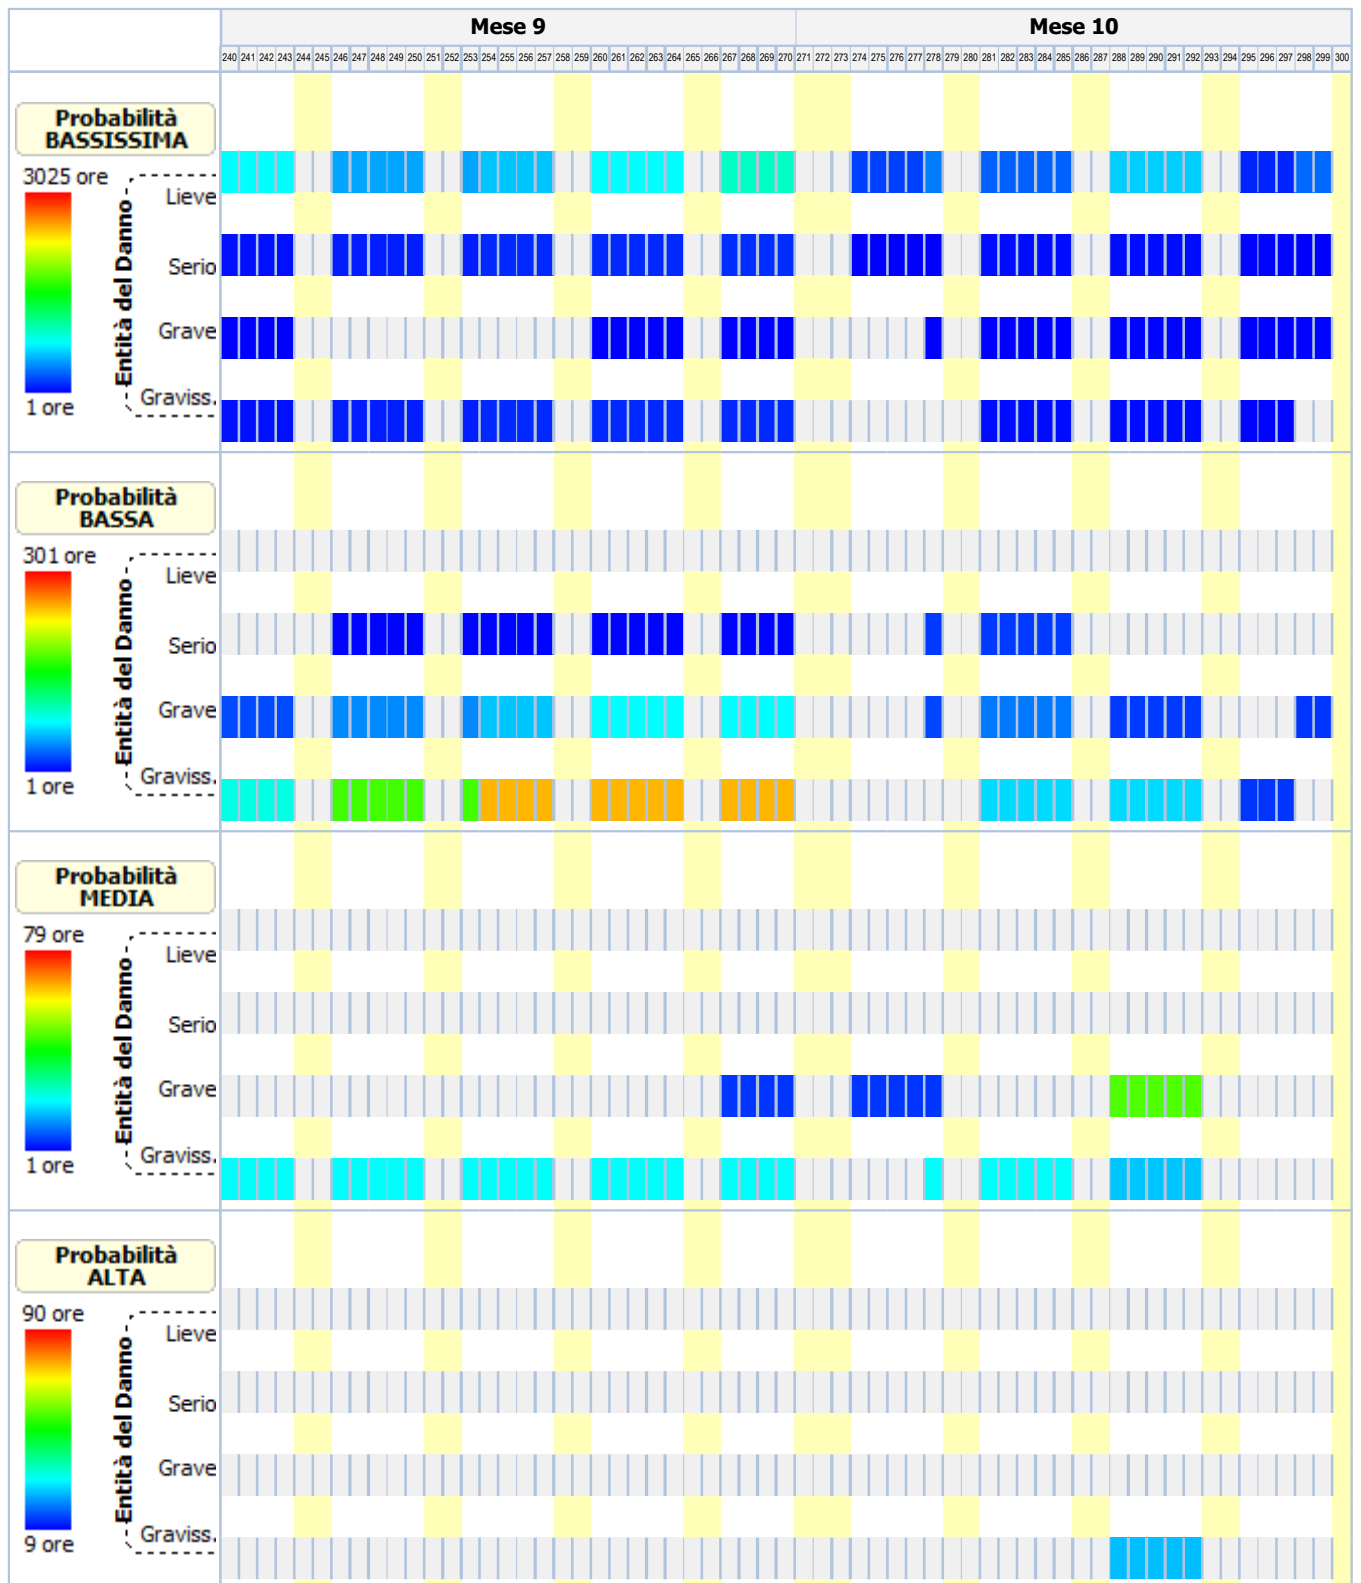 Mese 9 Mese 10
240 241 242 243 244 245 246 247 248 249 250 251 252 253 254 255 256 257 258 259 260 261 262 263 264 265 266 267 268 269 270 271 272 273 274 275 276 277 278 279 280 281 282 283 284 285 286 287 288 289 290 291 292 293 294 295 296 297 298 299 300
Probabilità
BASSISSIMA
3025 ore
Entità del Danno
Lieve
Serio
Grave
Graviss.
1 ore
Probabilità
BASSA
301 ore
Entità del Danno
Lieve
Serio
Grave
Graviss.
1 ore
Probabilità
MEDIA
79 ore
Entità del Danno
Lieve
Serio
Grave
Graviss.
1 ore
Probabilità
ALTA
90 ore
Entità del Danno
Lieve
Serio
Grave
Graviss.
9 ore